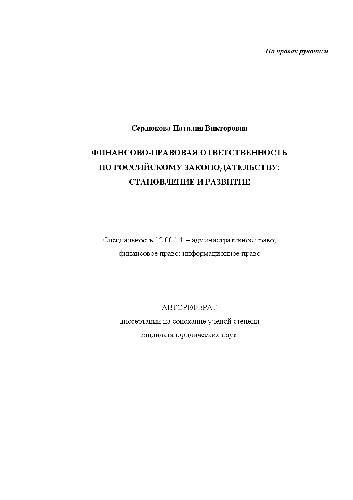 На правах рукописи
Сердюкова Наталия Викторовна
ФИНАНСОВО-ПРАВОВАЯ ОТВЕТСТВЕННОСТЬ
ПО РОССИЙСКОМУ ЗАКОНОДАТЕЛЬСТВУ:
СТАНОВЛЕНИЕ И РАЗВИТИЕ
Специальность – административное право,
финансовое право, информационное право
АВТОРЕФЕРАТ
диссертации на соискание ученой степени
кандидата юридических наук